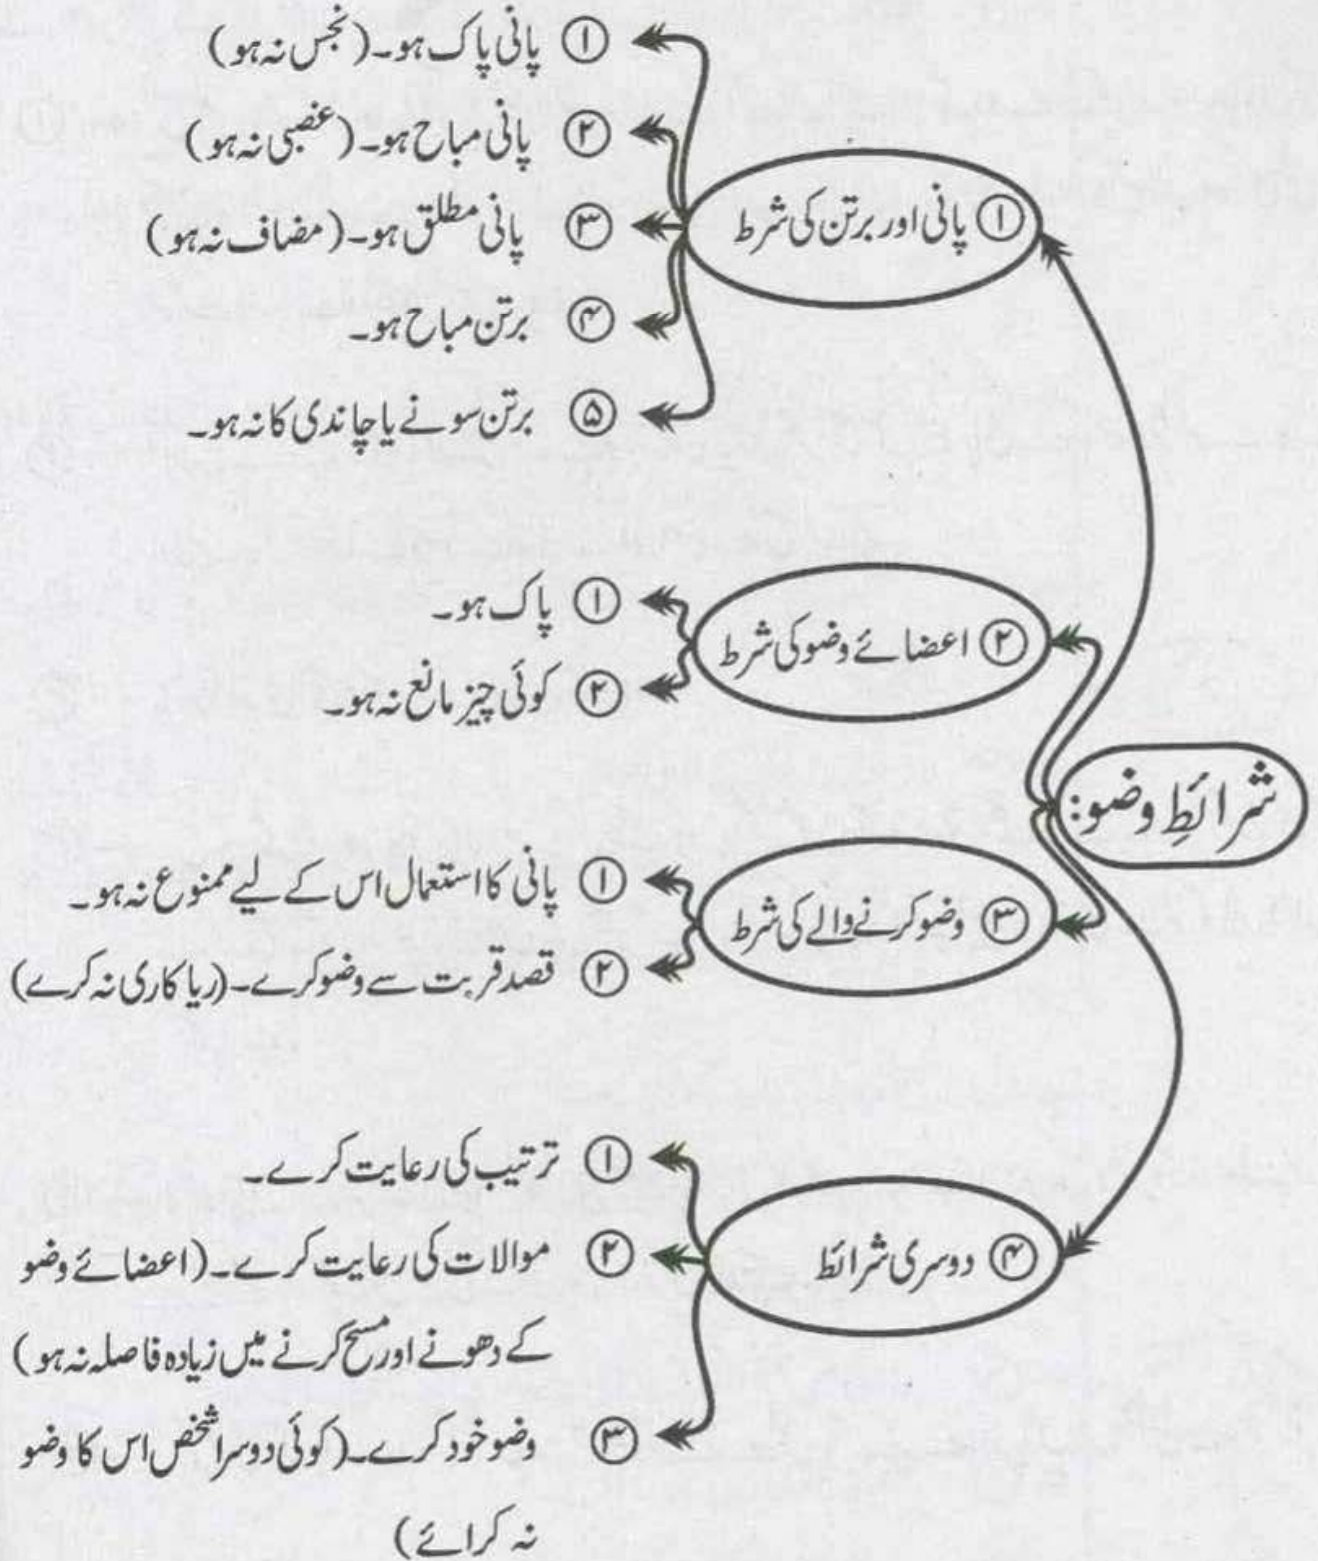 شرائطِ وضو:
① پانی اور برتن کی شرط
① پانی پاک ہو۔ (نجس نہ ہو)
② پانی مباح ہو۔ (غصبی نہ ہو)
③ پانی مطلق ہو۔ (مضاف نہ ہو)
④ برتن مباح ہو۔
⑤ برتن سونے یا چاندی کا نہ ہو۔
② اعضائے وضو کی شرط
① پاک ہو۔
② کوئی چیز مانع نہ ہو۔
③ وضو کرنے والے کی شرط
① پانی کا استعمال اس کے لیے ممنوع نہ ہو۔
② قصد قربت سے وضو کرے۔ (ریا کاری نہ کرے)
④ دوسری شرائط
① ترتیب کی رعایت کرے۔
② موالات کی رعایت کرے۔ (اعضائے وضو
کے دھونے اور مسح کرنے میں زیادہ فاصلہ نہ ہو)
③ وضو خود کرے۔ (کوئی دوسرا شخص اس کا وضو
نہ کرائے)